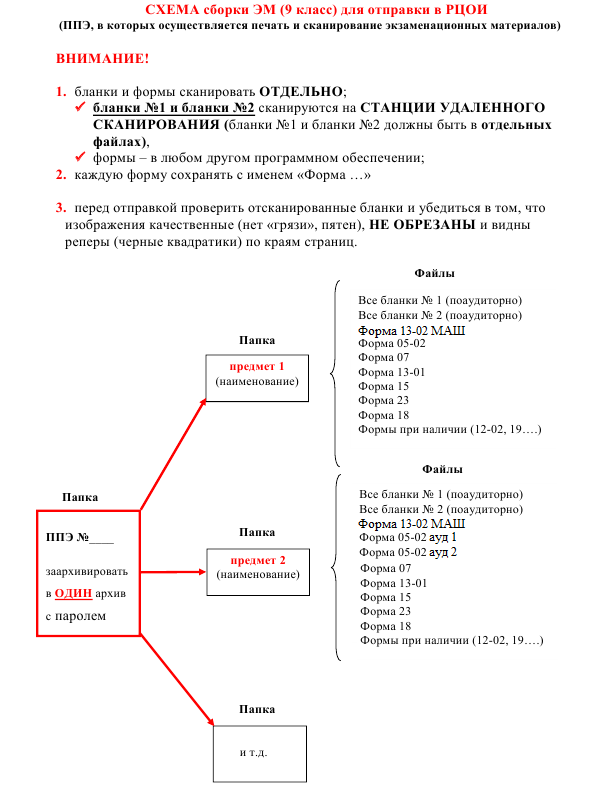 СХЕМА сборки ЭМ (9 класс) для отправки в РЦОИ
(ППЭ, в которых осуществляется печать и сканирование экзаменационных материалов)
ВНИМАНИЕ!
1. бланки и формы сканировать ОТДЕЛЬНО;
✓ бланки №1 и бланки №2 сканируются на СТАНЦИИ УДАЛЕННОГО
СКАНИРОВАНИЯ (бланки №1 и бланки №2 должны быть в отдельных
файлах),
✓ формы – в любом другом программном обеспечении;
2. каждую форму сохранять с именем «Форма …»
3. перед отправкой проверить отсканированные бланки и убедиться в том, что
изображения качественные (нет «грязи», пятен), НЕ ОБРЕЗАНЫ и видны
реперы (черные квадратики) по краям страниц.
Файлы
Все бланки № 1 (поаудиторно)
Все бланки № 2 (поаудиторно)
Форма 13-02 МАШ
Форма 05-02
Форма 07
Форма 13-01
Форма 15
Форма 23
Форма 18
Формы при наличии (12-02, 19….)
Папка
предмет 1
(наименование)
Файлы
Все бланки № 1 (поаудиторно)
Все бланки № 2 (поаудиторно)
Форма 13-02 МАШ
Форма 05-02 ауд 1
Форма 05-02 ауд 2
Форма 07
Форма 13-01
Форма 15
Форма 23
Форма 18
Формы при наличии (12-02, 19….)
Папка
ППЭ №____
заархивировать
в ОДИН архив
с паролем
Папка
предмет 2
(наименование)
Папка
и т.д.